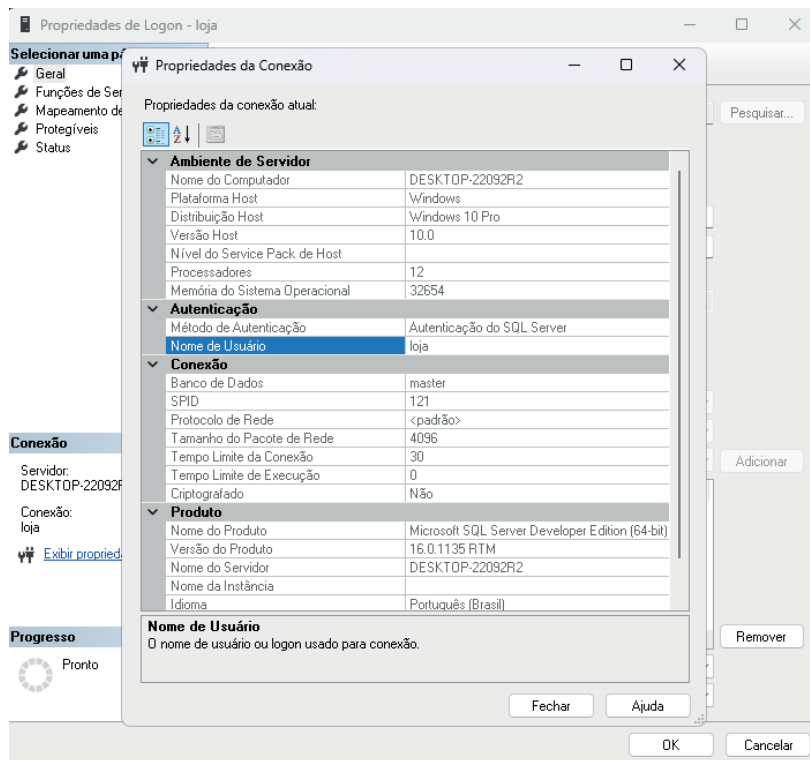 Propriedades de Logon - loja
Selecionar uma pá
Geral
Funções de Ser
Mapeamento de
Protegíveis
Status
Pesquisar...
Propriedades da Conexão
Propriedades da conexão atual:
Ambiente de Servidor
Nome do Computador DESKTOP-22092R2
Plataforma Host Windows
Distribuição Host Windows 10 Pro
Versão Host 10.0
Nível do Service Pack de Host
Processadores 12
Memória do Sistema Operacional 32654
Autenticação
Método de Autenticação Autenticação do SQL Server
Nome de Usuário loja
Conexão
Banco de Dados master
SPID 121
Protocolo de Rede <padrão>
Tamanho do Pacote de Rede 4096
Tempo Limite da Conexão 30
Tempo Limite de Execução 0
Criptografado Não
Produto
Nome do Produto Microsoft SQL Server Developer Edition (64-bit)
Versão do Produto 16.0.1135 RTM
Nome do Servidor DESKTOP-22092R2
Nome da Instância
Idioma Português (Brasil)
Nome de Usuário
O nome de usuário ou logon usado para conexão.
Fechar
Ajuda
Conexão
Servidor:
DESKTOP-22092R
Conexão:
loja
Exibir propried
Adicionar
Progresso
Pronto
Remover
OK
Cancelar